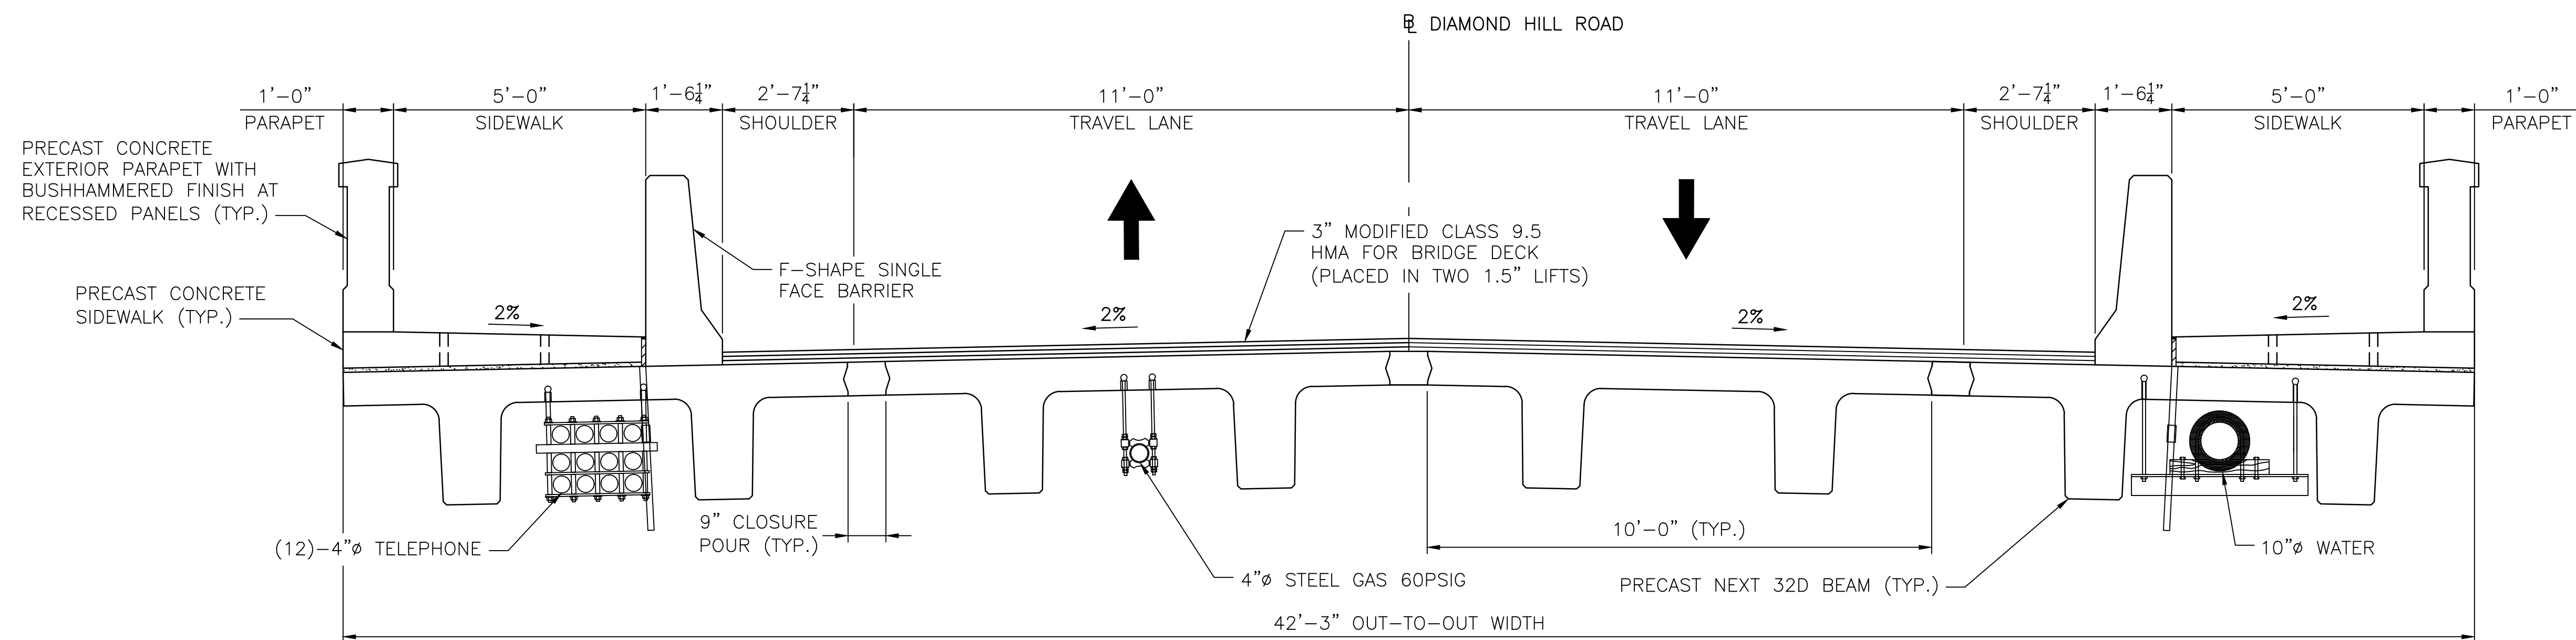 ℄ DIAMOND HILL ROAD
1'-0" 5'-0" 1'-6¼" 2'-7¼" 11'-0" 11'-0" 2'-7¼" 1'-6¼" 5'-0" 1'-0"
PARAPET SIDEWALK SHOULDER TRAVEL LANE TRAVEL LANE SHOULDER SIDEWALK PARAPET
PRECAST CONCRETE
EXTERIOR PARAPET WITH
BUSHHAMMERED FINISH AT
RECESSED PANELS (TYP.)
3" MODIFIED CLASS 9.5
HMA FOR BRIDGE DECK
(PLACED IN TWO 1.5" LIFTS)
F-SHAPE SINGLE
FACE BARRIER
PRECAST CONCRETE
SIDEWALK (TYP.)
2% 2% 2% 2%
9" CLOSURE
POUR (TYP.)
10'-0" (TYP.)
(12)-4"ø TELEPHONE
10"ø WATER
4"ø STEEL GAS 60PSIG
PRECAST NEXT 32D BEAM (TYP.)
42'-3" OUT-TO-OUT WIDTH